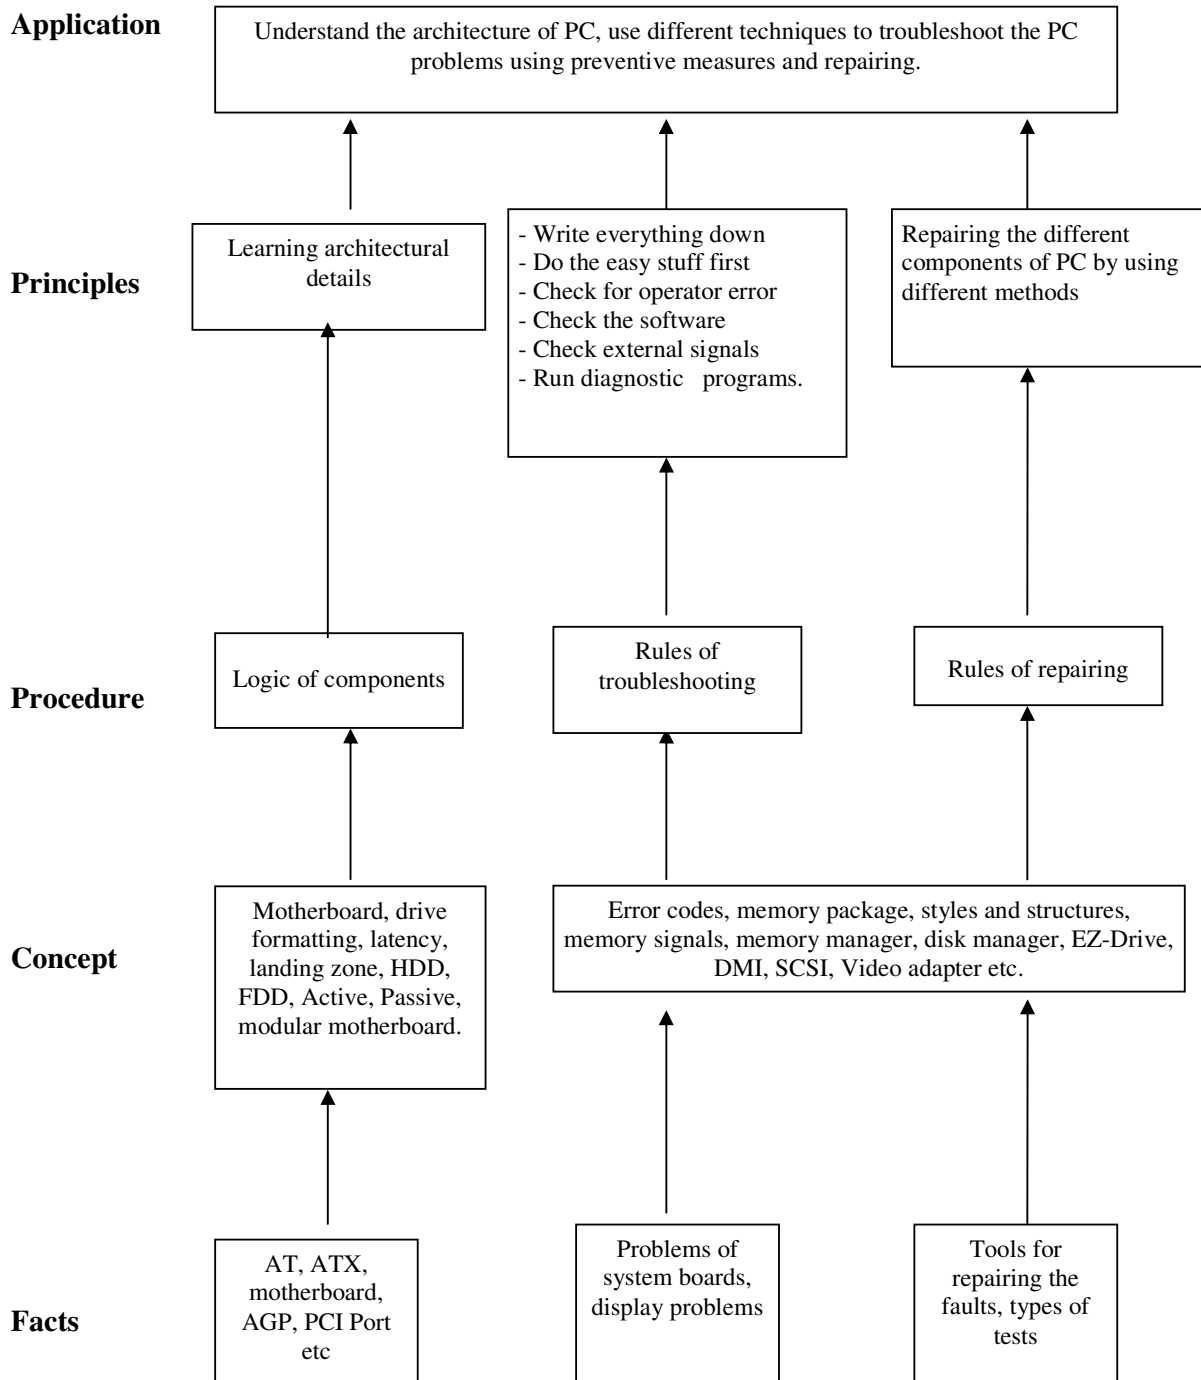 Application
Understand the architecture of PC, use different techniques to troubleshoot the PC
problems using preventive measures and repairing.
Principles
Learning architectural
details
- Write everything down
- Do the easy stuff first
- Check for operator error
- Check the software
- Check external signals
- Run diagnostic programs.
Repairing the different
components of PC by using
different methods
Procedure
Logic of components
Rules of
troubleshooting
Rules of repairing
Concept
Motherboard, drive
formatting, latency,
landing zone, HDD,
FDD, Active, Passive,
modular motherboard.
Error codes, memory package, styles and structures,
memory signals, memory manager, disk manager, EZ-Drive,
DMI, SCSI, Video adapter etc.
Facts
AT, ATX,
motherboard,
AGP, PCI Port
etc
Problems of
system boards,
display problems
Tools for
repairing the
faults, types of
tests